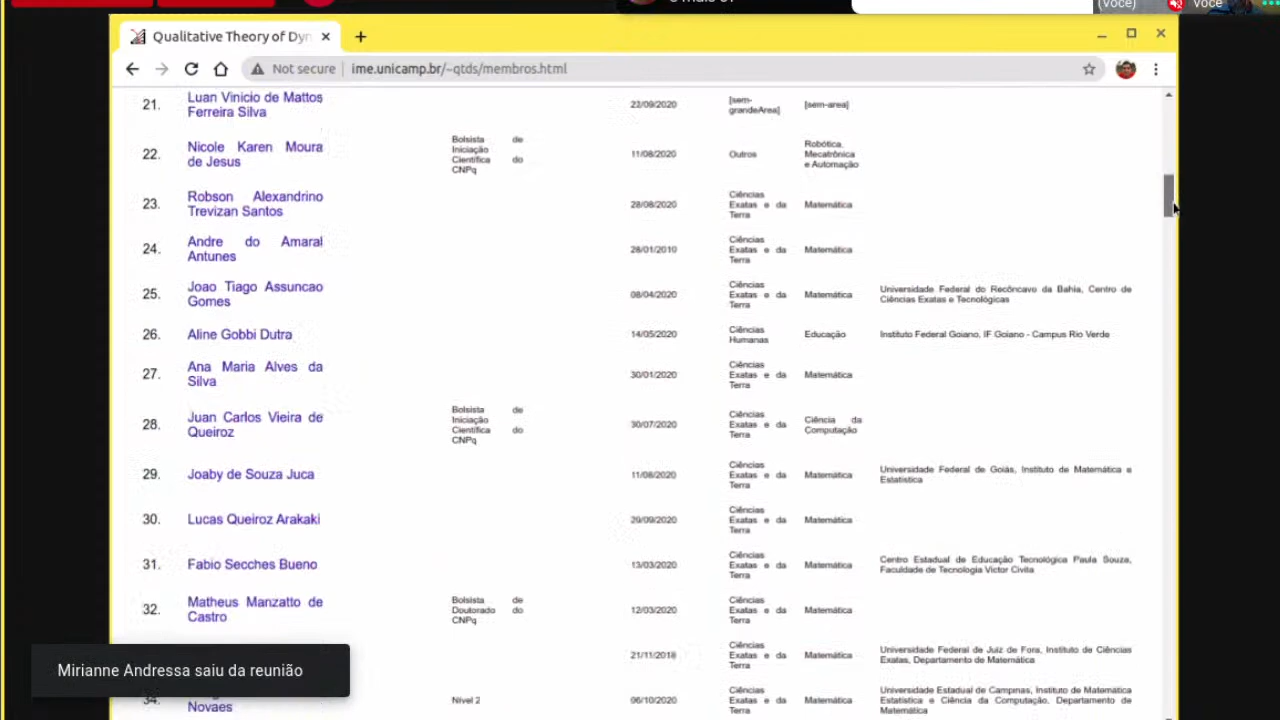 (Você)
Você
Qualitative Theory of Dyn
Not secure
ime.unicamp.br/~qtds/membros.html
21. Luan Vinicio de Mattos
Ferreira Silva
22/09/2020
[sem-
grandeArea]
[sem-area]
22. Nicole Karen Moura
de Jesus
Bolsista de
Iniciação
Científica do
CNPq
11/08/2020
Outros
Robótica,
Mecatrônica
e Automação
23. Robson Alexandrino
Trevizan Santos
28/08/2020
Ciências
Exatas e da
Terra
Matemática
24. Andre do Amaral
Antunes
28/01/2010
Ciências
Exatas e da
Terra
Matemática
25. Joao Tiago Assuncao
Gomes
08/04/2020
Ciências
Exatas e da
Terra
Matemática
Universidade Federal do Recôncavo da Bahia, Centro de
Ciências Exatas e Tecnológicas
26. Aline Gobbi Dutra
14/05/2020
Ciências
Humanas
Educação
Instituto Federal Goiano, IF Goiano - Campus Rio Verde
27. Ana Maria Alves da
Silva
30/01/2020
Ciências
Exatas e da
Terra
Matemática
28. Juan Carlos Vieira de
Queiroz
Bolsista de
Iniciação
Científica do
CNPq
30/07/2020
Ciências
Exatas e da
Terra
Ciência da
Computação
29. Joaby de Souza Juca
11/08/2020
Ciências
Exatas e da
Terra
Matemática
Universidade Federal de Goiás, Instituto de Matemática e
Estatística
30. Lucas Queiroz Arakaki
29/09/2020
Ciências
Exatas e da
Terra
Matemática
31. Fabio Secches Bueno
13/03/2020
Ciências
Exatas e da
Terra
Matemática
Centro Estadual de Educação Tecnológica Paula Souza,
Faculdade de Tecnologia Victor Civita
32. Matheus Manzatto de
Castro
Bolsista de
Doutorado do
CNPq
12/03/2020
Ciências
Exatas e da
Terra
Matemática
21/11/2018
Ciências
Exatas e da
Terra
Matemática
Universidade Federal de Juiz de Fora, Instituto de Ciências
Exatas, Departamento de Matemática
Mirianne Andressa saiu da reunião
34.
Novaes
Nível 2
06/10/2020
Ciências
Exatas e da
Terra
Matemática
Universidade Estadual de Campinas, Instituto de Matemática
Estatística e Ciência da Computação, Departamento de
Matemática